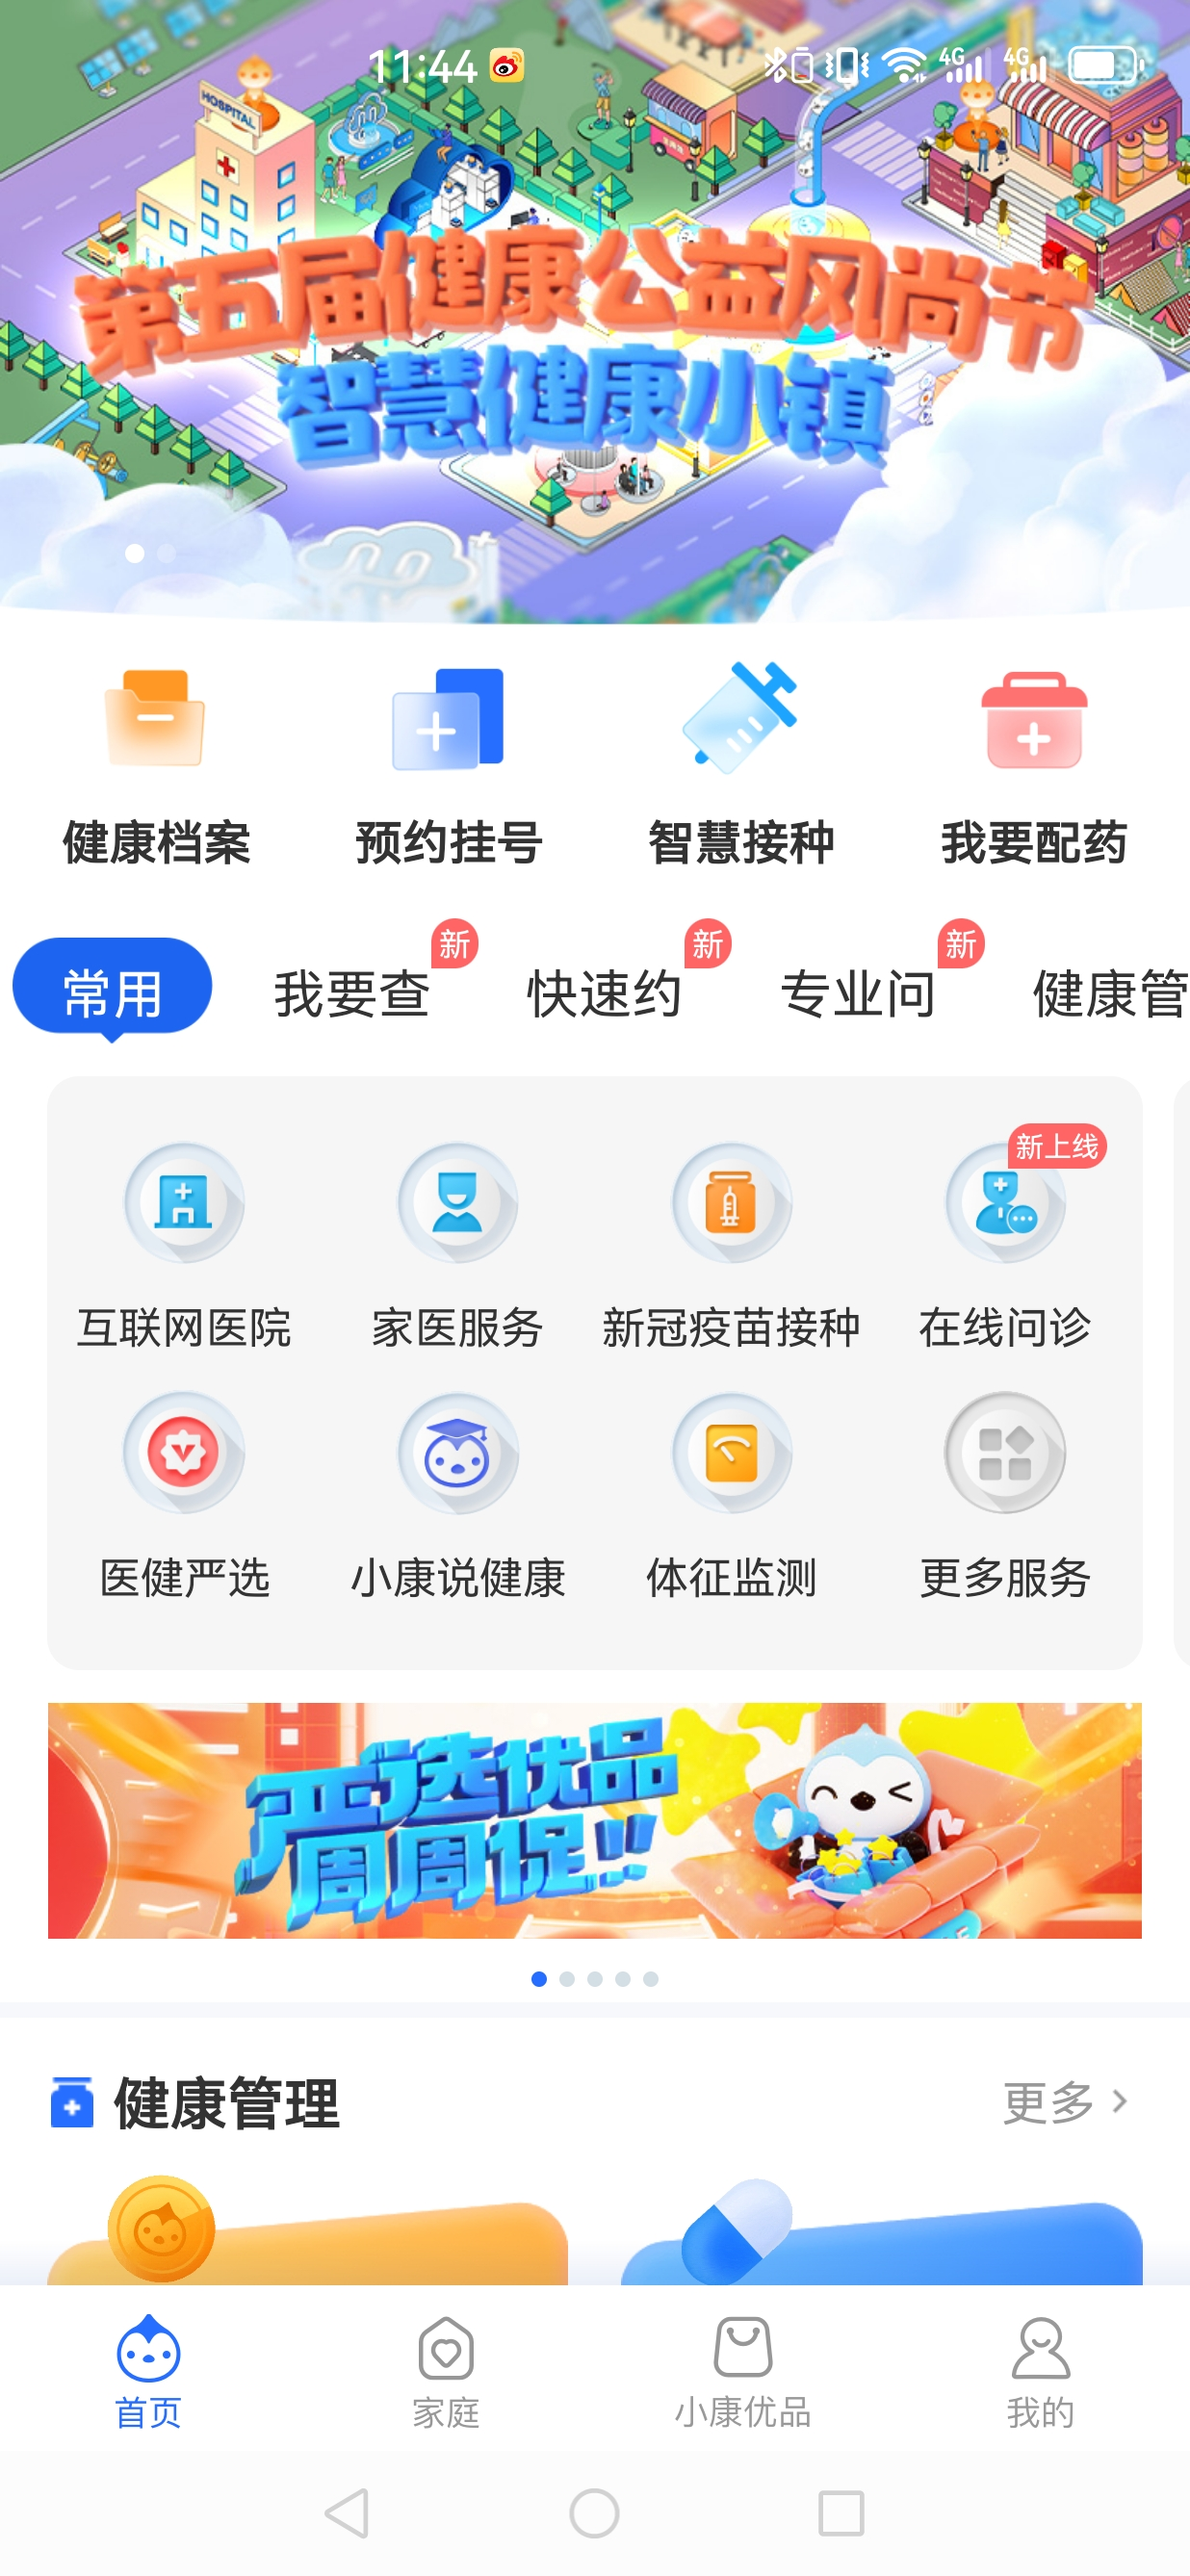 11:44
4G
4G
HOSPITAL
第五届健康公益风尚节
智慧健康小镇
健康档案
预约挂号
智慧接种
我要配药
常用
我要查
新
快速约
新
专业问
新
健康管
新上线
互联网医院
家医服务
新冠疫苗接种
在线问诊
医健严选
小康说健康
体征监测
更多服务
严选优品
周周促!!
健康管理
更多
首页
家庭
小康优品
我的